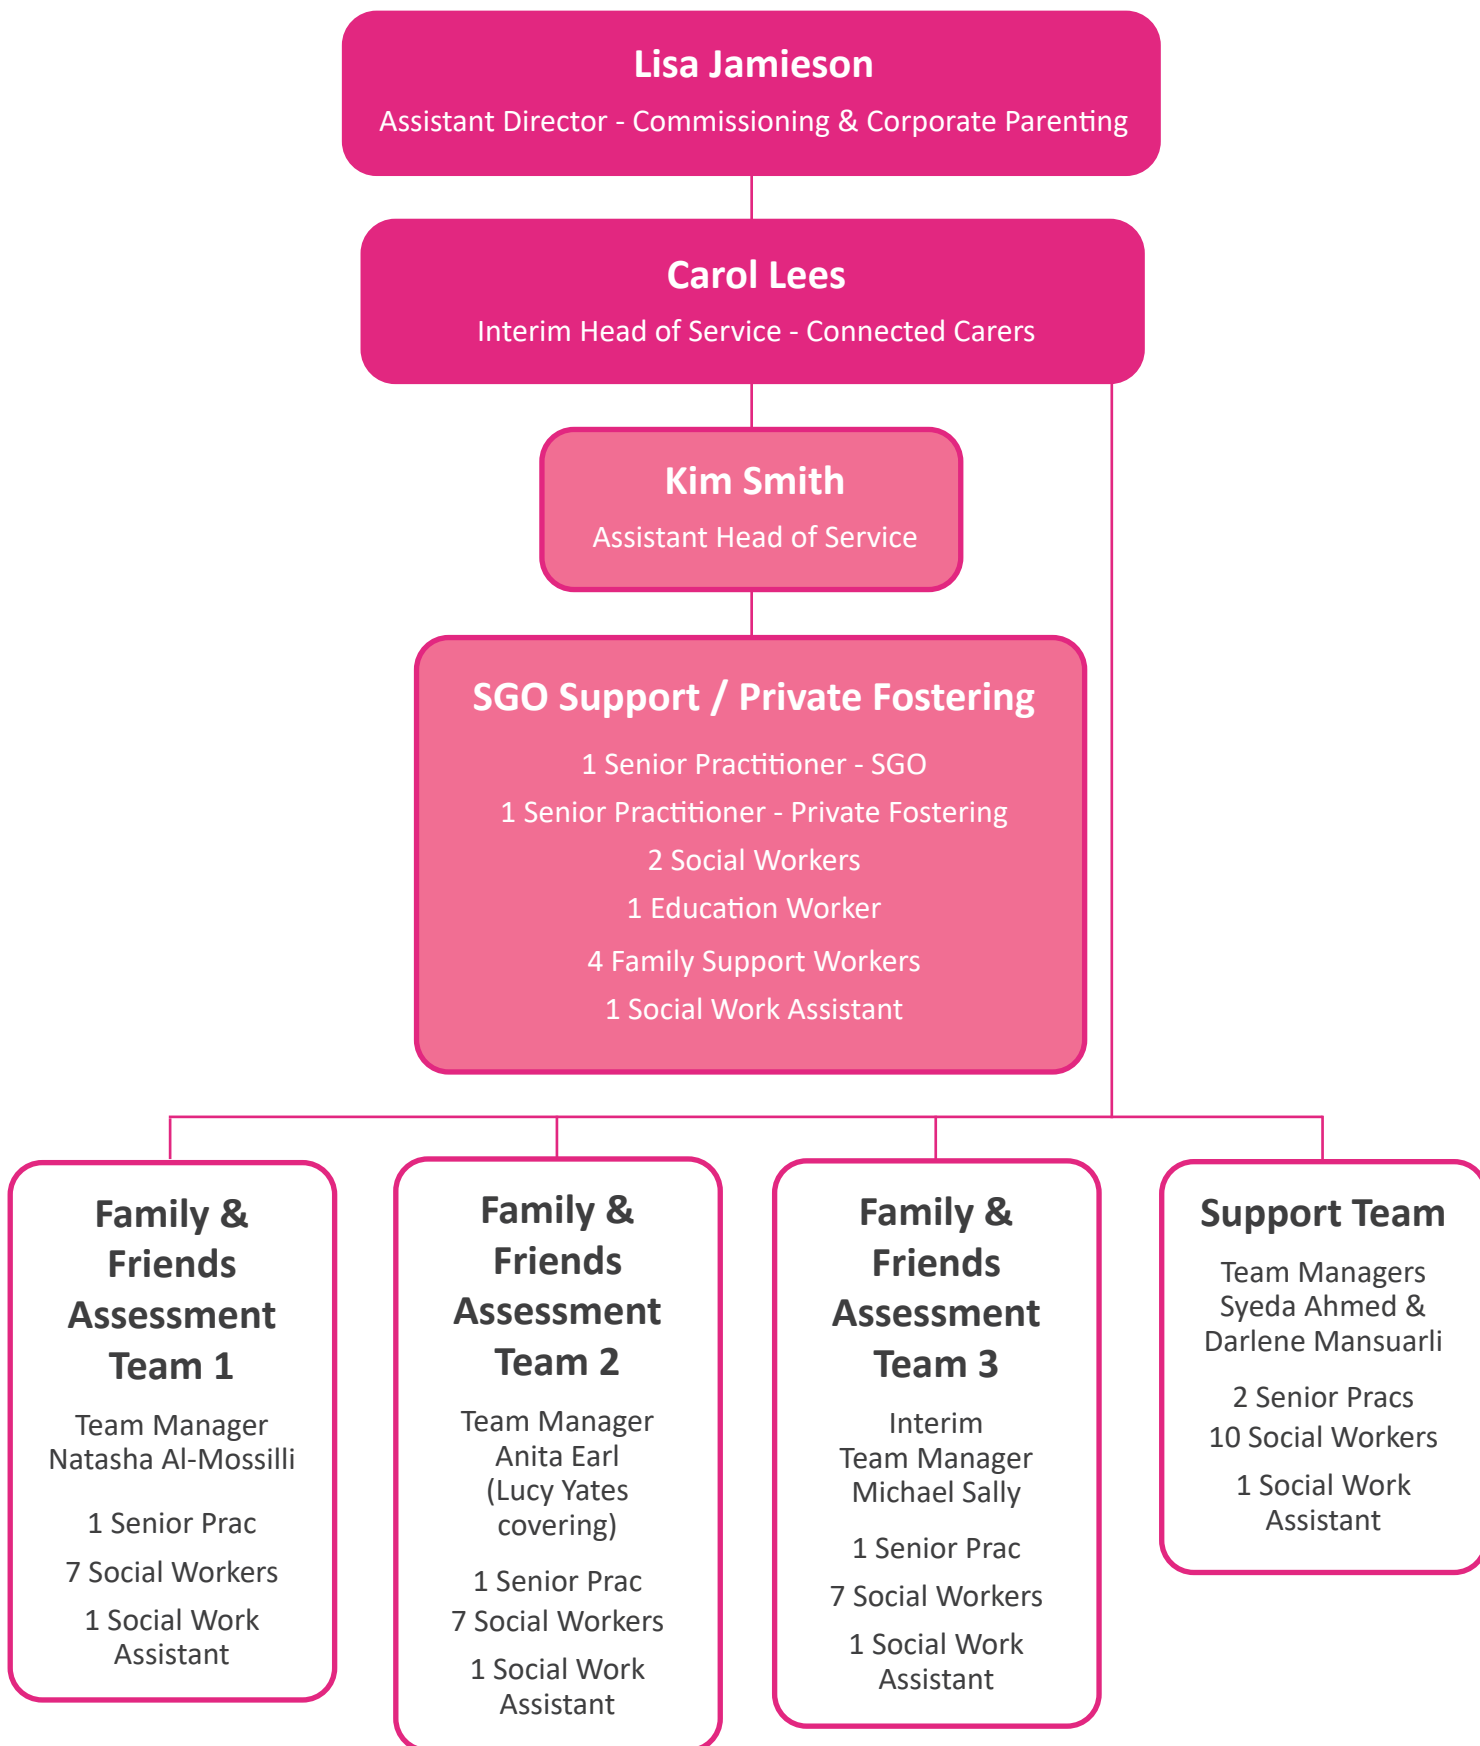 Lisa Jamieson
Assistant Director - Commissioning & Corporate Parenting
Carol Lees
Interim Head of Service - Connected Carers
Kim Smith
Assistant Head of Service
SGO Support / Private Fostering
1 Senior Practitioner - SGO
1 Senior Practitioner - Private Fostering
2 Social Workers
1 Education Worker
4 Family Support Workers
1 Social Work Assistant
Family &
Friends
Assessment
Team 1
Team Manager
Natasha Al-Mossilli
1 Senior Prac
7 Social Workers
1 Social Work
Assistant
Family &
Friends
Assessment
Team 2
Team Manager
Anita Earl
(Lucy Yates
covering)
1 Senior Prac
7 Social Workers
1 Social Work
Assistant
Family &
Friends
Assessment
Team 3
Interim
Team Manager
Michael Sally
1 Senior Prac
7 Social Workers
1 Social Work
Assistant
Support Team
Team Managers
Syeda Ahmed &
Darlene Mansuarli
2 Senior Pracs
10 Social Workers
1 Social Work
Assistant